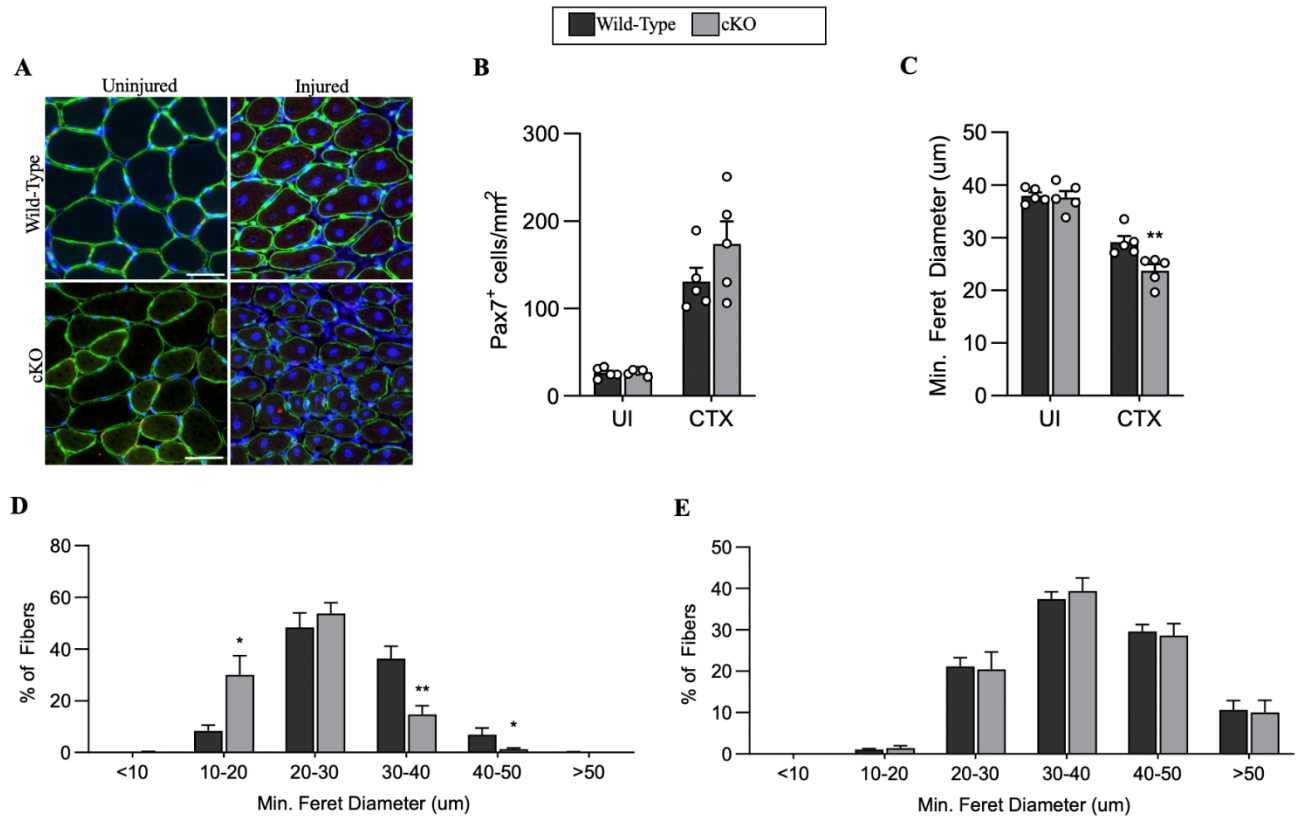 Wild-Type cKO
A
Uninjured Injured
Wild-Type
cKO
B
300
200
100
0
Pax7+ cells/mm2
UI CTX
C
50
40
30
20
10
0
Min. Feret Diameter (um)
**
UI CTX
D
80
60
40
20
0
% of Fibers
*
**
*
<10 10-20 20-30 30-40 40-50 >50
Min. Feret Diameter (um)
E
50
40
30
20
10
0
% of Fibers
<10 10-20 20-30 30-40 40-50 >50
Min. Feret Diameter (um)